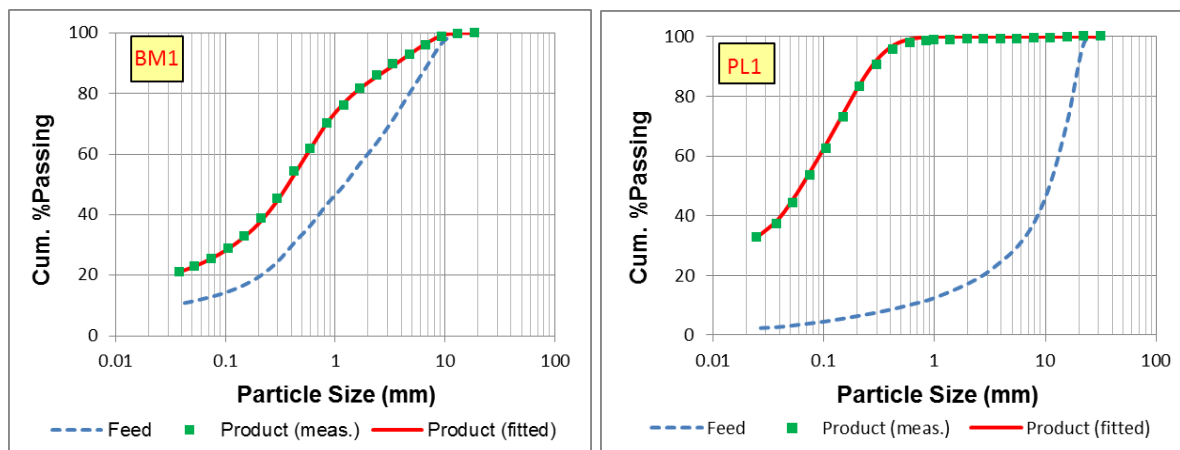 BM1
Cum. %Passing
100
80
60
40
20
0
0.01 0.1 1 10 100
Particle Size (mm)
Feed Product (meas.) Product (fitted)
PL1
Cum. %Passing
100
80
60
40
20
0
0.01 0.1 1 10 100
Particle Size (mm)
Feed Product (meas.) Product (fitted)